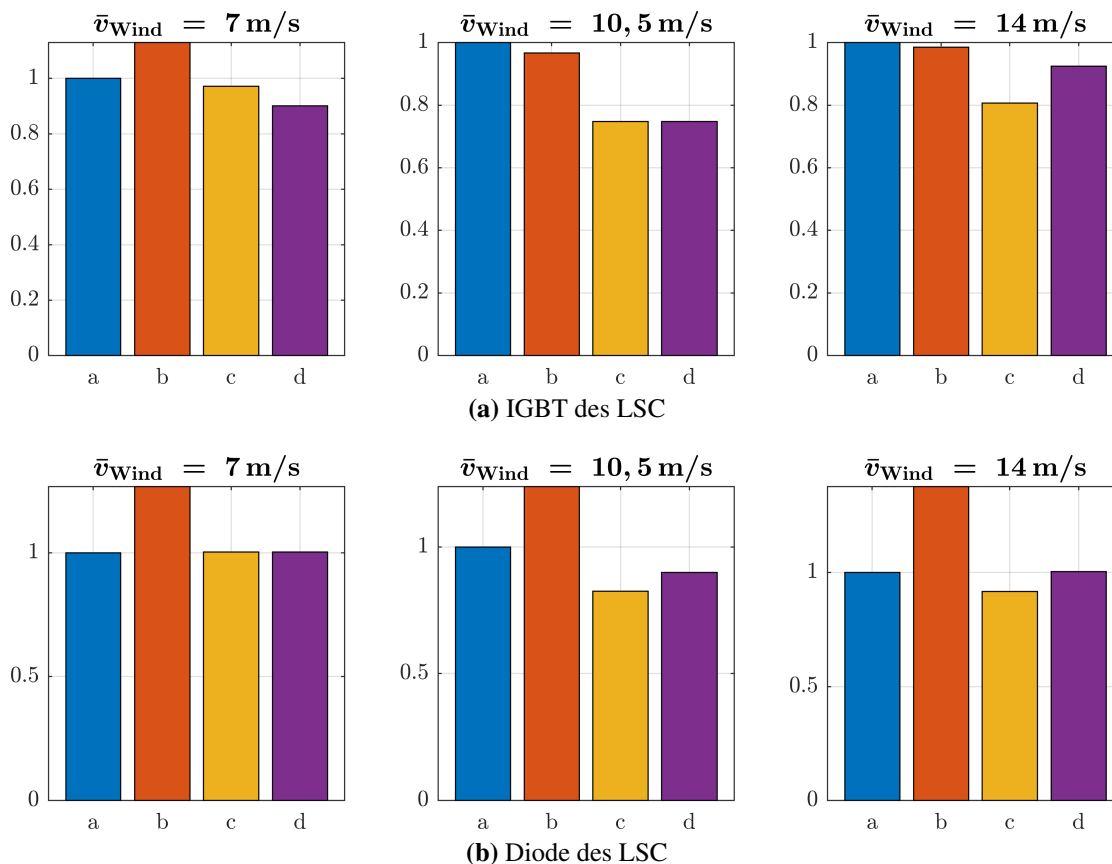 v̄Wind = 7 m/s
v̄Wind = 10, 5 m/s
v̄Wind = 14 m/s
1
0.8
0.6
0.4
0.2
0
a b c d
1
0.8
0.6
0.4
0.2
0
a b c d
1
0.8
0.6
0.4
0.2
0
a b c d
(a) IGBT des LSC
v̄Wind = 7 m/s
v̄Wind = 10, 5 m/s
v̄Wind = 14 m/s
1
0.5
0
a b c d
1
0.5
0
a b c d
1
0.5
0
a b c d
(b) Diode des LSC